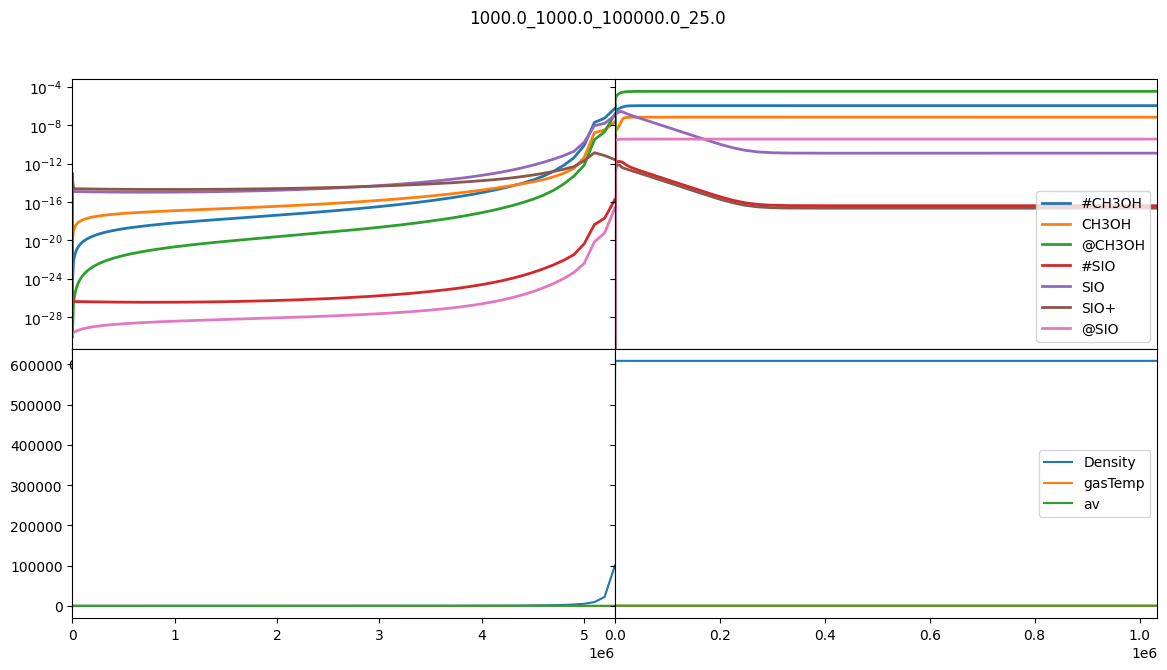 1000.0_1000.0_100000.0_25.0
10⁻⁴
10⁻⁸
10⁻¹²
10⁻¹⁶
10⁻²⁰
10⁻²⁴
10⁻²⁸
#CH3OH
CH3OH
@CH3OH
#SIO
SIO
SIO+
@SIO
600000
500000
400000
300000
200000
100000
0
Density
gasTemp
av
0 1 2 3 4 5 0.0 0.2 0.4 0.6 0.8 1.0
1e6 1e6